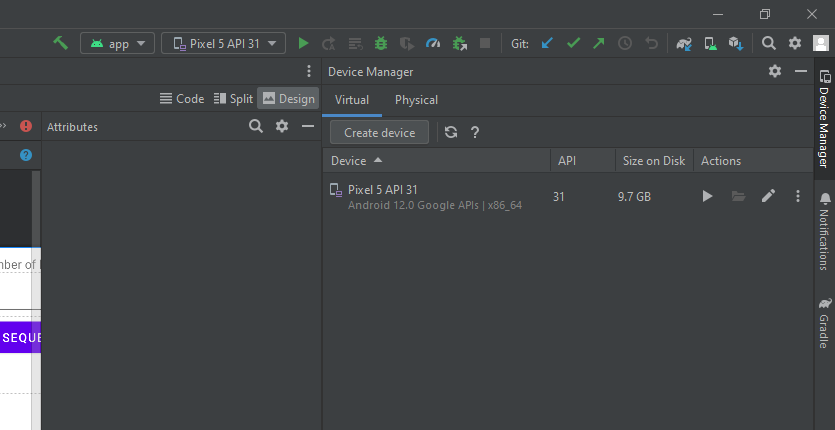 app
Pixel 5 API 31
Git:
Device Manager
Code
Split
Design
Virtual
Physical
Attributes
Create device
?
Device
API
Size on Disk
Actions
Pixel 5 API 31
31
9.7 GB
Android 12.0 Google APIs | x86_64
mber of
SEQUE
Device Manager
Notifications
Gradle